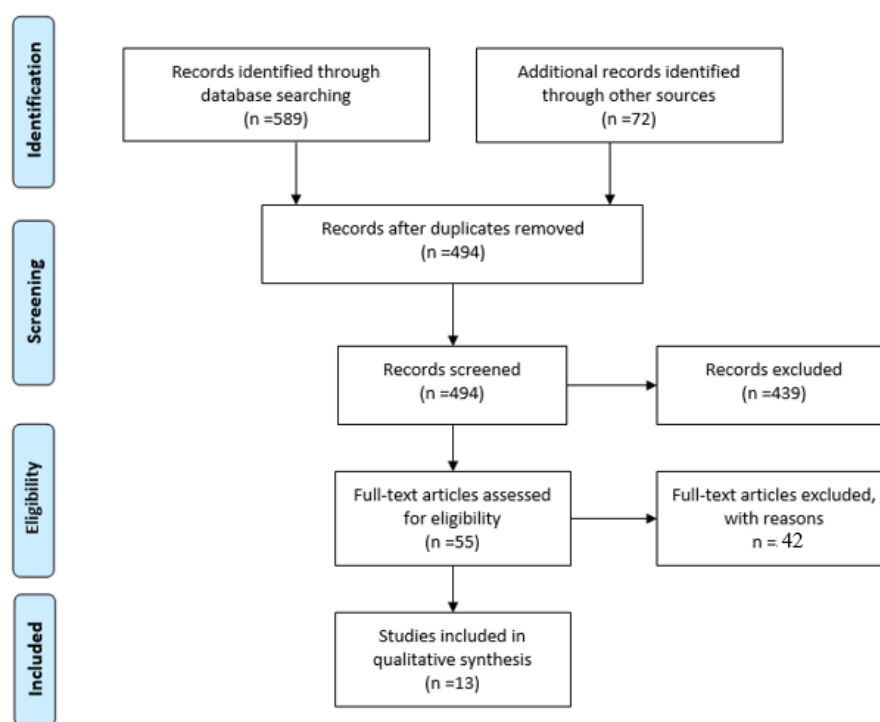 Identification
Records identified through
database searching
(n =589)
Additional records identified
through other sources
(n =72)
Screening
Records after duplicates removed
(n =494)
Records screened
(n =494)
Records excluded
(n =439)
Eligibility
Full-text articles assessed
for eligibility
(n =55)
Full-text articles excluded,
with reasons
n = 42
Included
Studies included in
qualitative synthesis
(n =13)